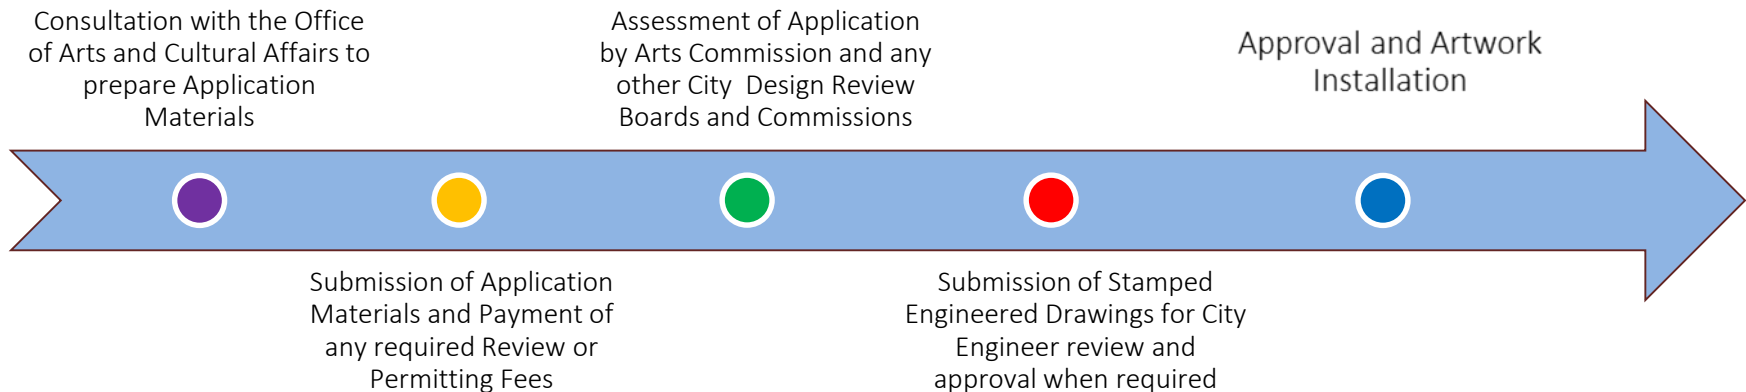 Consultation with the Office
of Arts and Cultural Affairs to
prepare Application
Materials
Submission of Application
Materials and Payment of
any required Review or
Permitting Fees
Assessment of Application
by Arts Commission and any
other City  Design Review
Boards and Commissions
Submission of Stamped
Engineered Drawings for City
Engineer review and
approval when required
Approval and Artwork
Installation